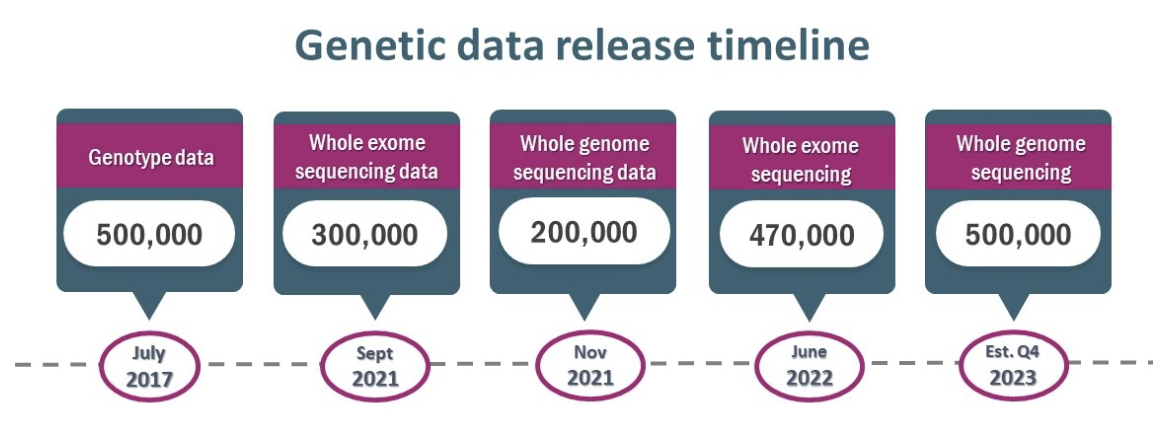 Genetic data release timeline
Genotype data
500,000
July
2017
Whole exome
sequencing data
300,000
Sept
2021
Whole genome
sequencing data
200,000
Nov
2021
Whole exome
sequencing
470,000
June
2022
Whole genome
sequencing
500,000
Est. Q4
2023